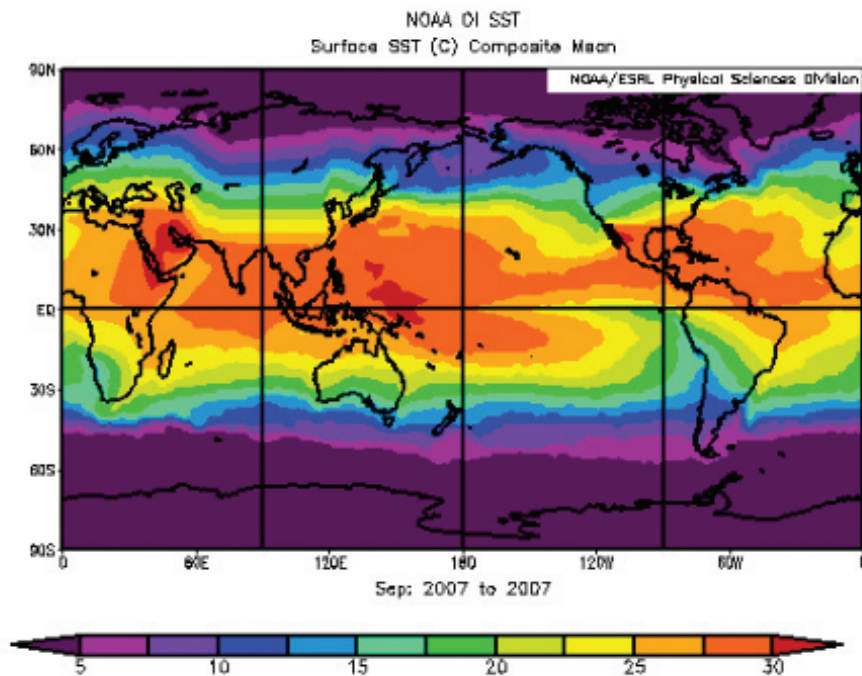 NOAA OI SST
Surface SST (C) Composite Mean
NOAA/ESRL Physical Sciences Division
90N
60N
30N
EQ
30S
60S
90S
0 60E 120E 180 120W 60W 0
Sep: 2007 to 2007
5 10 15 20 25 30